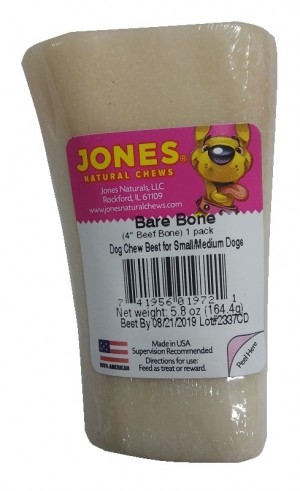 JONES®
NATURAL CHEWS
Jones Naturals, LLC
Rockford, IL 61109
www.jonesnaturalchews.com
Bare Bone
(4" Beef Bone) 1 pack
Dog Chew Best for Small/Medium Dogs
7 41956 01972 1
Net weight: 5.8 oz (164.4g)
Best By 08/21/2019 Lot#2337CD
Made in USA
Supervision Recommended
Directions for use:
Feed as treat or reward.
100% AMERICAN
Peel Here